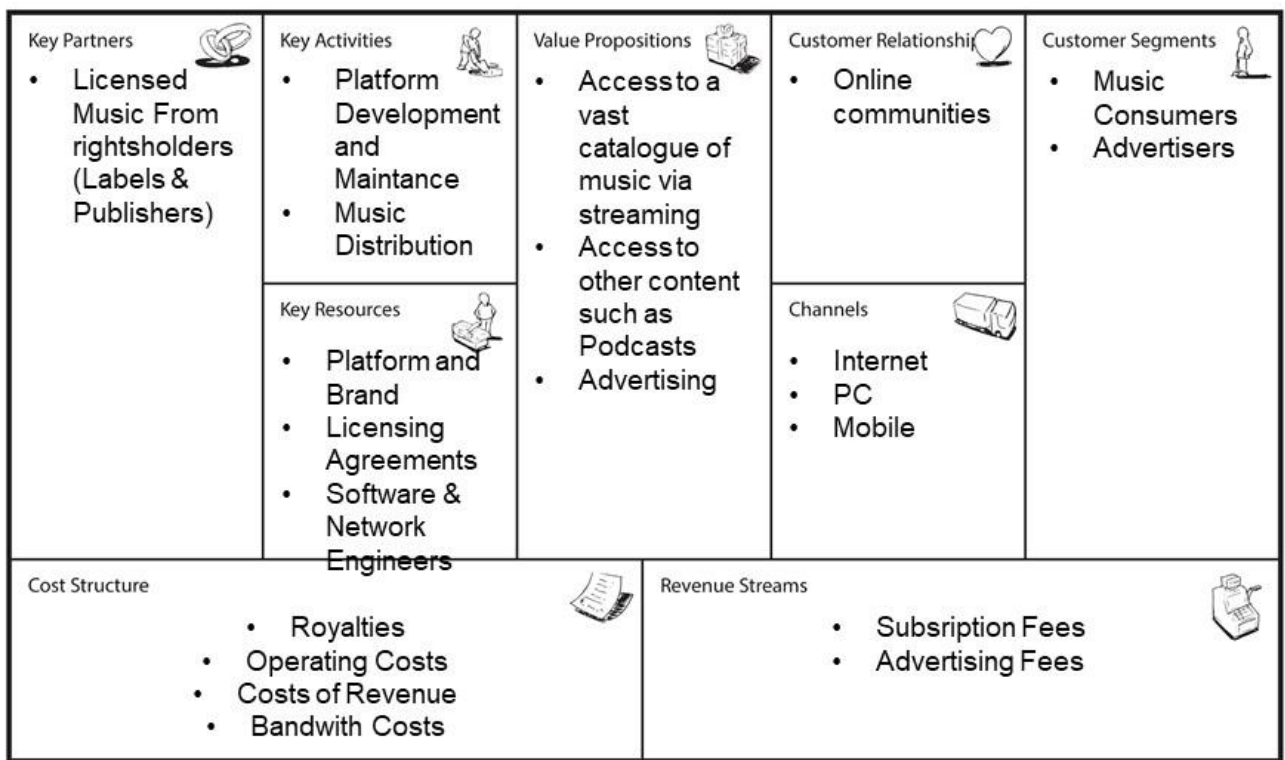 Key Partners
• Licensed
Music From
rightsholders
(Labels &
Publishers)
Key Activities
• Platform
Development
and
Maintance
• Music
Distribution
Key Resources
• Platform and
Brand
• Licensing
Agreements
• Software &
Network
Engineers
Value Propositions
• Access to a
vast
catalogue of
music via
streaming
• Access to
other content
such as
Podcasts
• Advertising
Customer Relationship
• Online
communities
Channels
• Internet
• PC
• Mobile
Customer Segments
• Music
Consumers
• Advertisers
Cost Structure
• Royalties
• Operating Costs
• Costs of Revenue
• Bandwith Costs
Revenue Streams
• Subsription Fees
• Advertising Fees